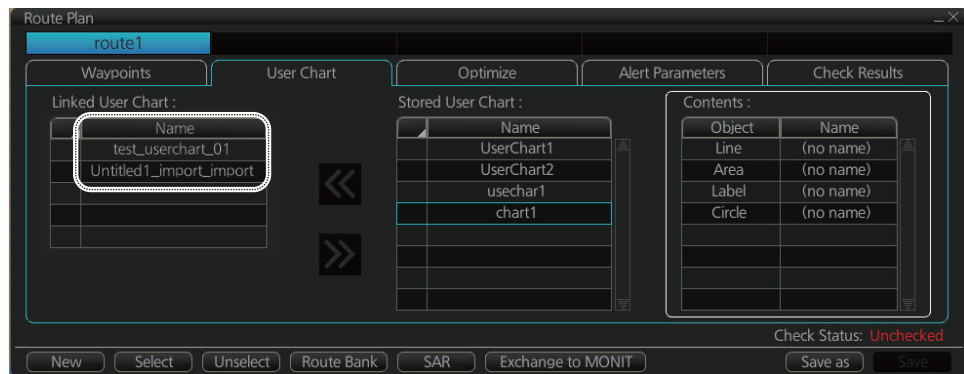 Route Plan
route1
Waypoints User Chart Optimize Alert Parameters Check Results
Linked User Chart : Stored User Chart : Contents :
Name Name Object Name
test_userchart_01 UserChart1 Line (no name)
Untitled1_import_import UserChart2 Area (no name)
usechar1 Label (no name)
chart1 Circle (no name)
Check Status: Unchecked
New Select Unselect Route Bank SAR Exchange to MONIT Save as Save